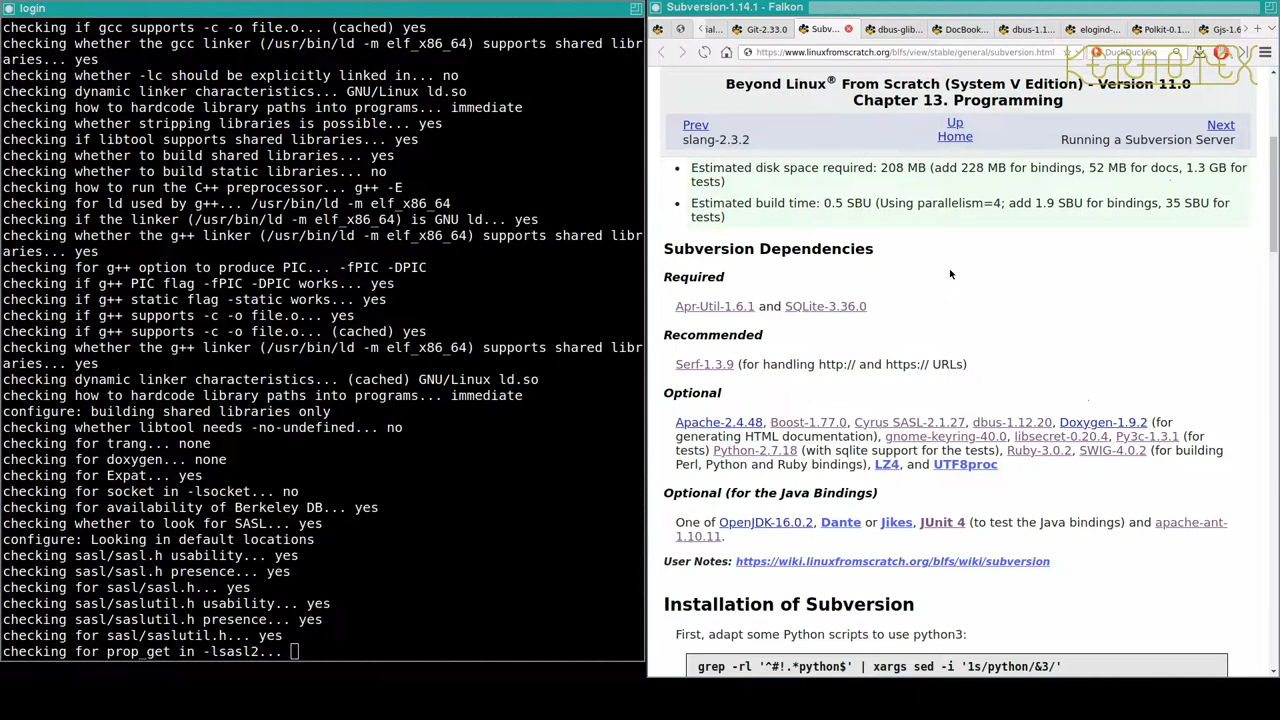 login
checking if gcc supports -c -o file.o... (cached) yes
checking whether the gcc linker (/usr/bin/ld -m elf_x86_64) supports shared libr
aries... yes
checking whether -lc should be explicitly linked in... no
checking dynamic linker characteristics... GNU/Linux ld.so
checking how to hardcode library paths into programs... immediate
checking whether stripping libraries is possible... yes
checking if libtool supports shared libraries... yes
checking whether to build shared libraries... yes
checking whether to build static libraries... no
checking how to run the C++ preprocessor... g++ -E
checking for ld used by g++... /usr/bin/ld -m elf_x86_64
checking if the linker (/usr/bin/ld -m elf_x86_64) is GNU ld... yes
checking whether the g++ linker (/usr/bin/ld -m elf_x86_64) supports shared libr
aries... yes
checking for g++ option to produce PIC... -fPIC -DPIC
checking if g++ PIC flag -fPIC -DPIC works... yes
checking if g++ static flag -static works... yes
checking if g++ supports -c -o file.o... yes
checking if g++ supports -c -o file.o... (cached) yes
checking whether the g++ linker (/usr/bin/ld -m elf_x86_64) supports shared libr
aries... yes
checking dynamic linker characteristics... (cached) GNU/Linux ld.so
checking how to hardcode library paths into programs... immediate
configure: building shared libraries only
checking whether libtool needs -no-undefined... no
checking for trang... none
checking for doxygen... none
checking for Expat... yes
checking for socket in -lsocket... no
checking for availability of Berkeley DB... yes
checking whether to look for SASL... yes
configure: Looking in default locations
checking sasl/sasl.h usability... yes
checking sasl/sasl.h presence... yes
checking for sasl/sasl.h... yes
checking sasl/saslutil.h usability... yes
checking sasl/saslutil.h presence... yes
checking for sasl/saslutil.h... yes
checking for prop_get in -lsasl2...
Subversion-1.14.1 - Falkon
ial... Git-2.33.0 Subv... dbus-glib... DocBook... dbus-1.1... elogind-... Polkit-0.1... Gjs-1.6
https://www.linuxfromscratch.org/blfs/view/stable/general/subversion.html DuckDuckGo
KERNOTEX
Beyond Linux® From Scratch (System V Edition) - Version 11.0
Chapter 13. Programming
Prev Up Next
slang-2.3.2 Home Running a Subversion Server
• Estimated disk space required: 208 MB (add 228 MB for bindings, 52 MB for docs, 1.3 GB for
tests)
• Estimated build time: 0.5 SBU (Using parallelism=4; add 1.9 SBU for bindings, 35 SBU for
tests)
Subversion Dependencies
Required
Apr-Util-1.6.1 and SQLite-3.36.0
Recommended
Serf-1.3.9 (for handling http:// and https:// URLs)
Optional
Apache-2.4.48, Boost-1.77.0, Cyrus SASL-2.1.27, dbus-1.12.20, Doxygen-1.9.2 (for
generating HTML documentation), gnome-keyring-40.0, libsecret-0.20.4, Py3c-1.3.1 (for
tests) Python-2.7.18 (with sqlite support for the tests), Ruby-3.0.2, SWIG-4.0.2 (for building
Perl, Python and Ruby bindings), LZ4, and UTF8proc
Optional (for the Java Bindings)
One of OpenJDK-16.0.2, Dante or Jikes, JUnit 4 (to test the Java bindings) and apache-ant-
1.10.11.
User Notes: https://wiki.linuxfromscratch.org/blfs/wiki/subversion
Installation of Subversion
First, adapt some Python scripts to use python3:
grep -rl '^#!.*python$' | xargs sed -i '1s/python/&3/'